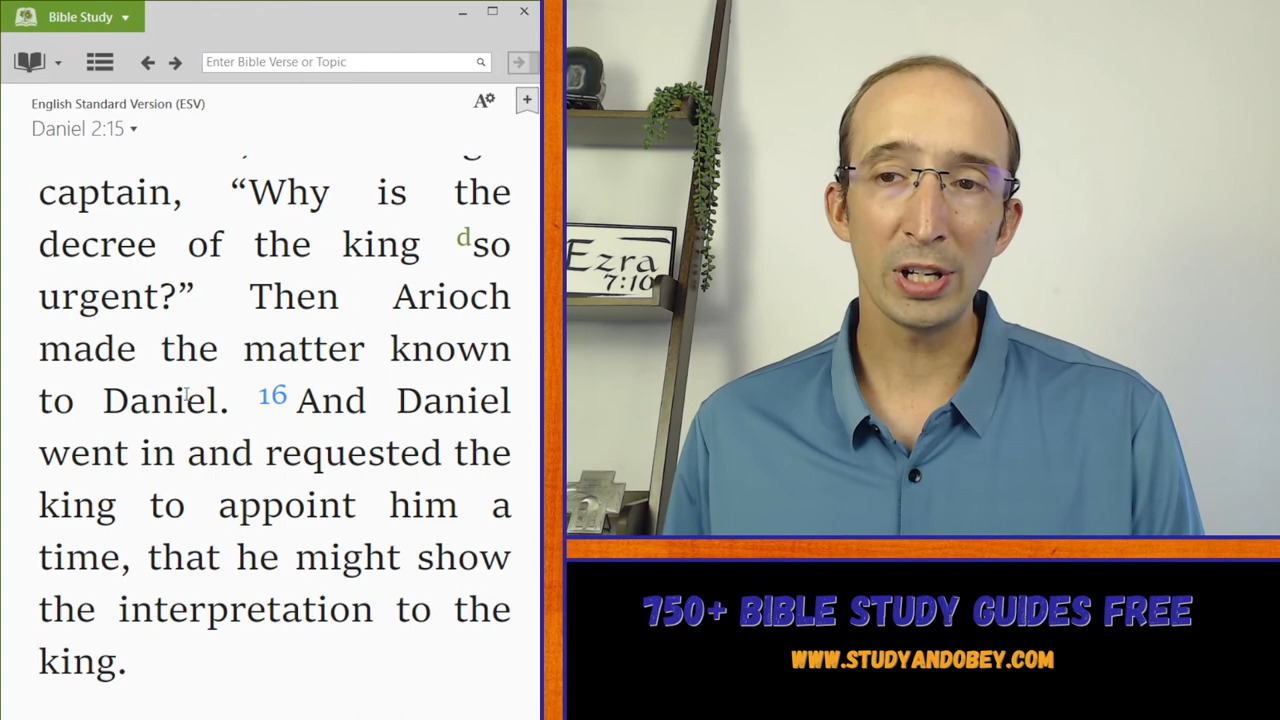 Bible Study
Enter Bible Verse or Topic
English Standard Version (ESV)
A
Daniel 2:15
captain, “Why is the
decree of the king dso
urgent?” Then Arioch
made the matter known
to Daniel. 16 And Daniel
went in and requested the
king to appoint him a
time, that he might show
the interpretation to the
king.
Ezra
7:10
750+ BIBLE STUDY GUIDES FREE
WWW.STUDYANDOBEY.COM